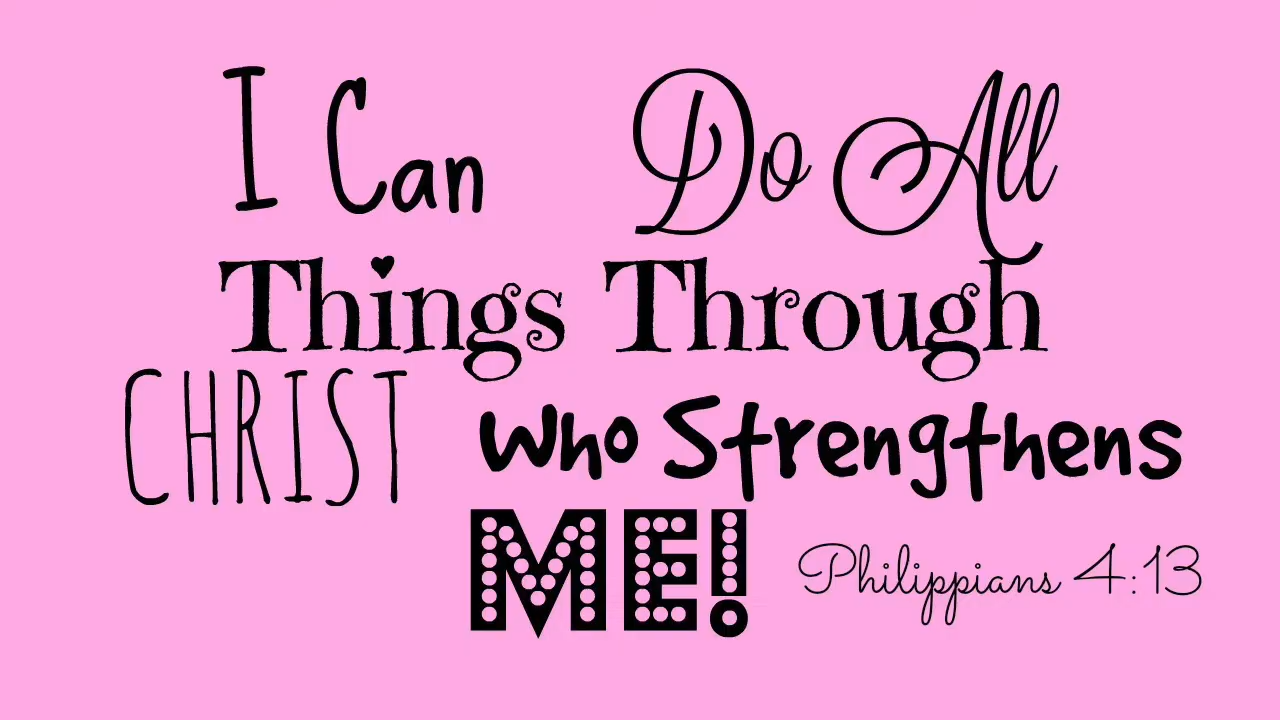 I Can Do All
Things Through
CHRIST Who Strengthens
ME! Philippians 4:13